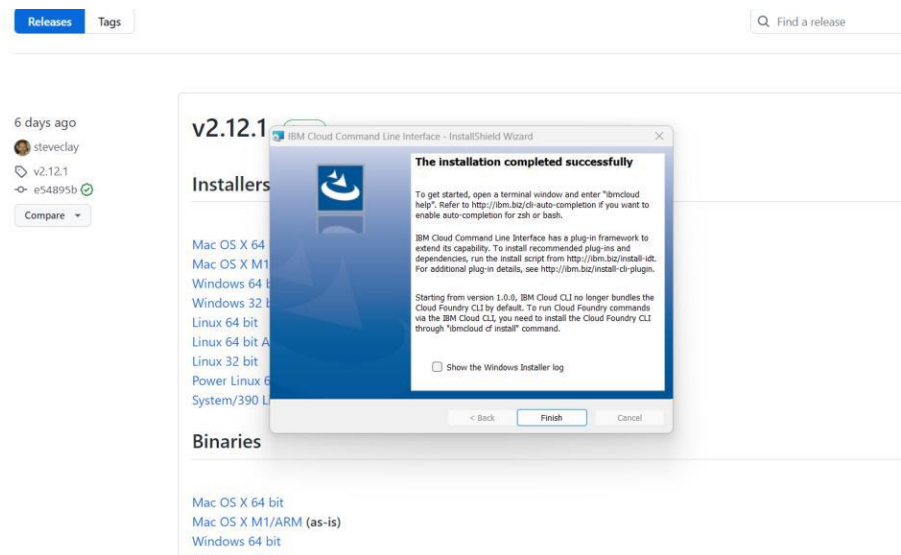 Releases
Tags
Find a release
6 days ago
steveclay
v2.12.1
e54895b
Compare
v2.12.1
Installers
Mac OS X 64
Mac OS X M1
Windows 64 b
Windows 32 b
Linux 64 bit
Linux 64 bit A
Linux 32 bit
Power Linux 6
System/390 L
Binaries
Mac OS X 64 bit
Mac OS X M1/ARM (as-is)
Windows 64 bit
IBM Cloud Command Line Interface - InstallShield Wizard
The installation completed successfully
To get started, open a terminal window and enter "ibmcloud
help". Refer to http://ibm.biz/cli-auto-completion if you want to
enable auto-completion for zsh or bash.
IBM Cloud Command Line Interface has a plug-in framework to
extend its capability. To install recommended plug-ins and
dependencies, run the install script from http://ibm.biz/install-idt.
For additional plug-in details, see http://ibm.biz/install-cli-plugin.
Starting from version 1.0.0, IBM Cloud CLI no longer bundles the
Cloud Foundry CLI by default. To run Cloud Foundry commands
via the IBM Cloud CLI, you need to install the Cloud Foundry CLI
through "ibmcloud cf install" command.
Show the Windows Installer log
< Back
Finish
Cancel